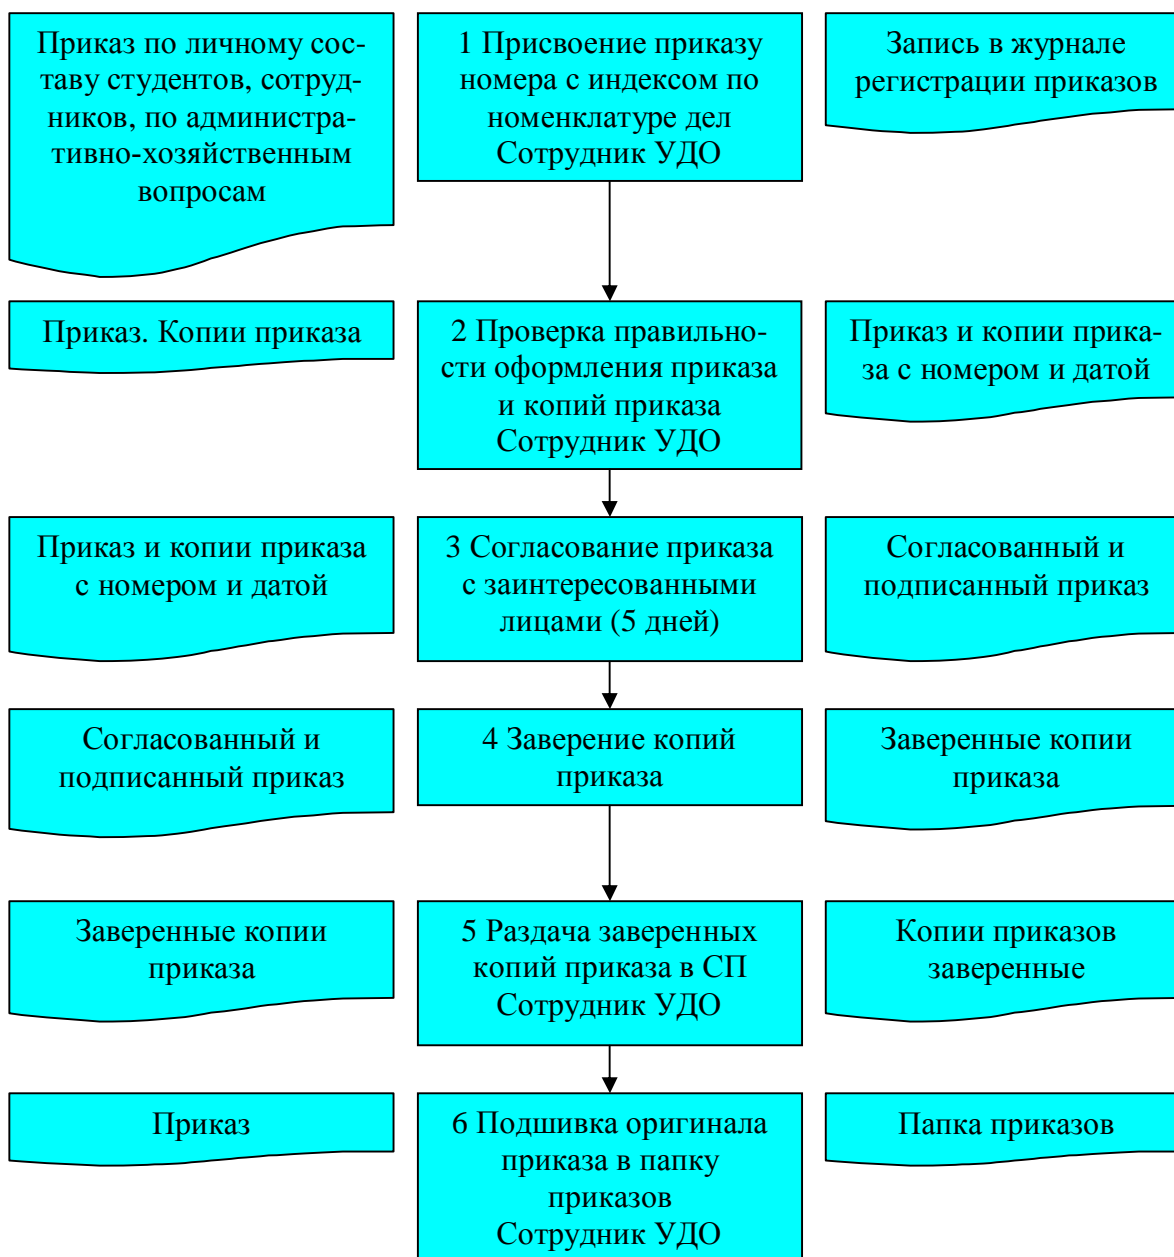 Приказ по личному сос-
таву студентов, сотруд-
ников, по администра-
тивно-хозяйственным
вопросам
1 Присвоение приказу
номера с индексом по
номенклатуре дел
Сотрудник УДО
Запись в журнале
регистрации приказов
Приказ. Копии приказа
2 Проверка правильно-
сти оформления приказа
и копий приказа
Сотрудник УДО
Приказ и копии прика-
за с номером и датой
Приказ и копии приказа
с номером и датой
3 Согласование приказа
с заинтересованными
лицами (5 дней)
Согласованный и
подписанный приказ
Согласованный и
подписанный приказ
4 Заверение копий
приказа
Заверенные копии
приказа
Заверенные копии
приказа
5 Раздача заверенных
копий приказа в СП
Сотрудник УДО
Копии приказов
заверенные
Приказ
6 Подшивка оригинала
приказа в папку
приказов
Сотрудник УДО
Папка приказов